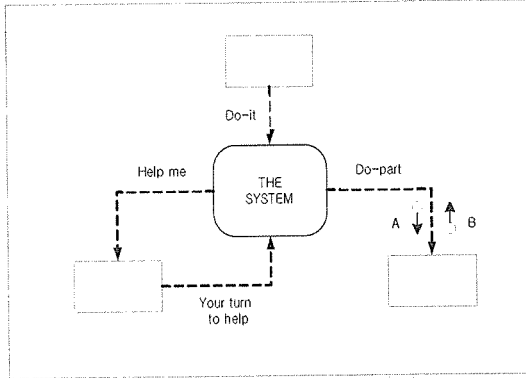 Do-it
Help me
THE
SYSTEM
Do-part
A
B
Your turn
to help